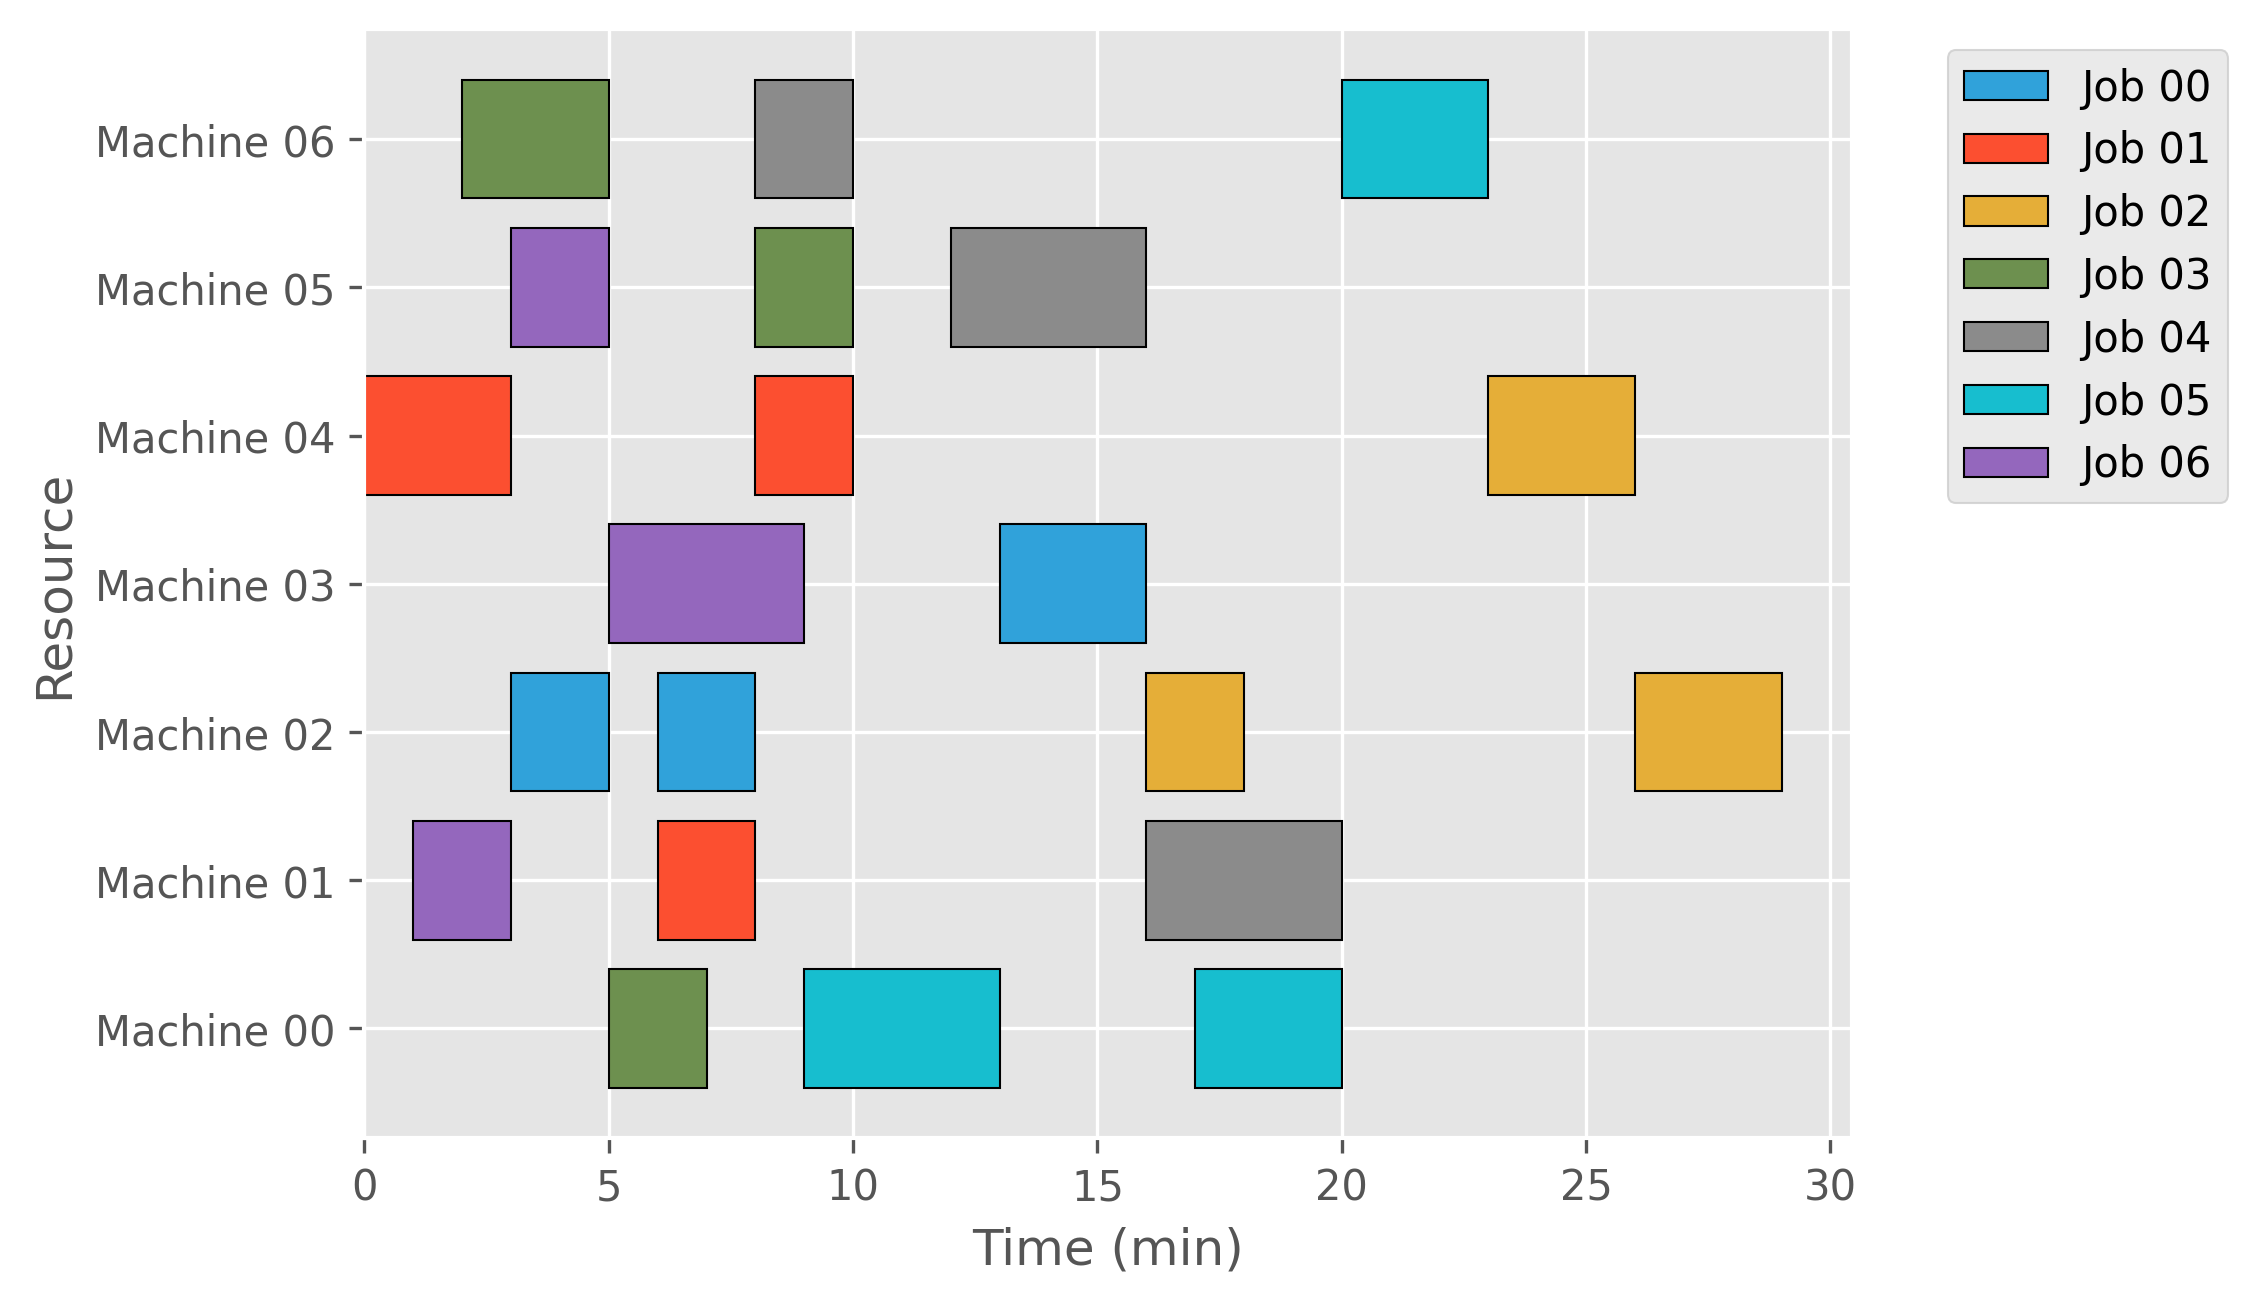 Machine 06
Machine 05
Machine 04
Machine 03
Machine 02
Machine 01
Machine 00
Resource
0 5 10 15 20 25 30
Time (min)
Job 00
Job 01
Job 02
Job 03
Job 04
Job 05
Job 06